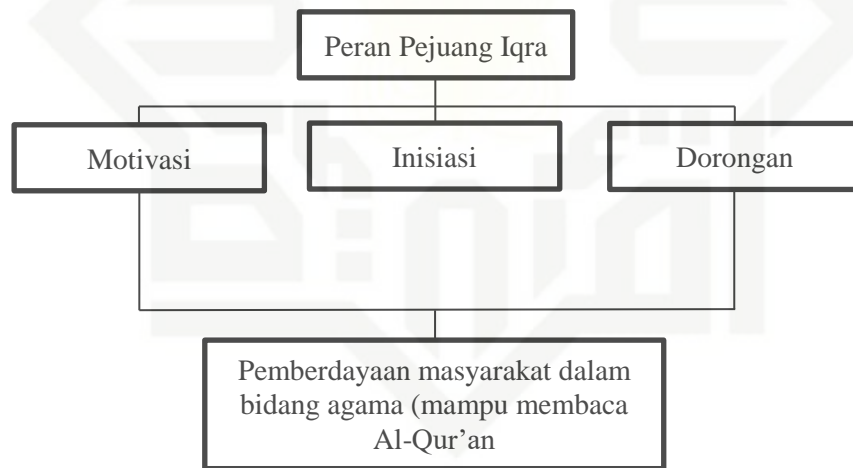 Peran Pejuang Iqra
Motivasi
Inisiasi
Dorongan
Pemberdayaan masyarakat dalam
bidang agama (mampu membaca
Al-Qur’an